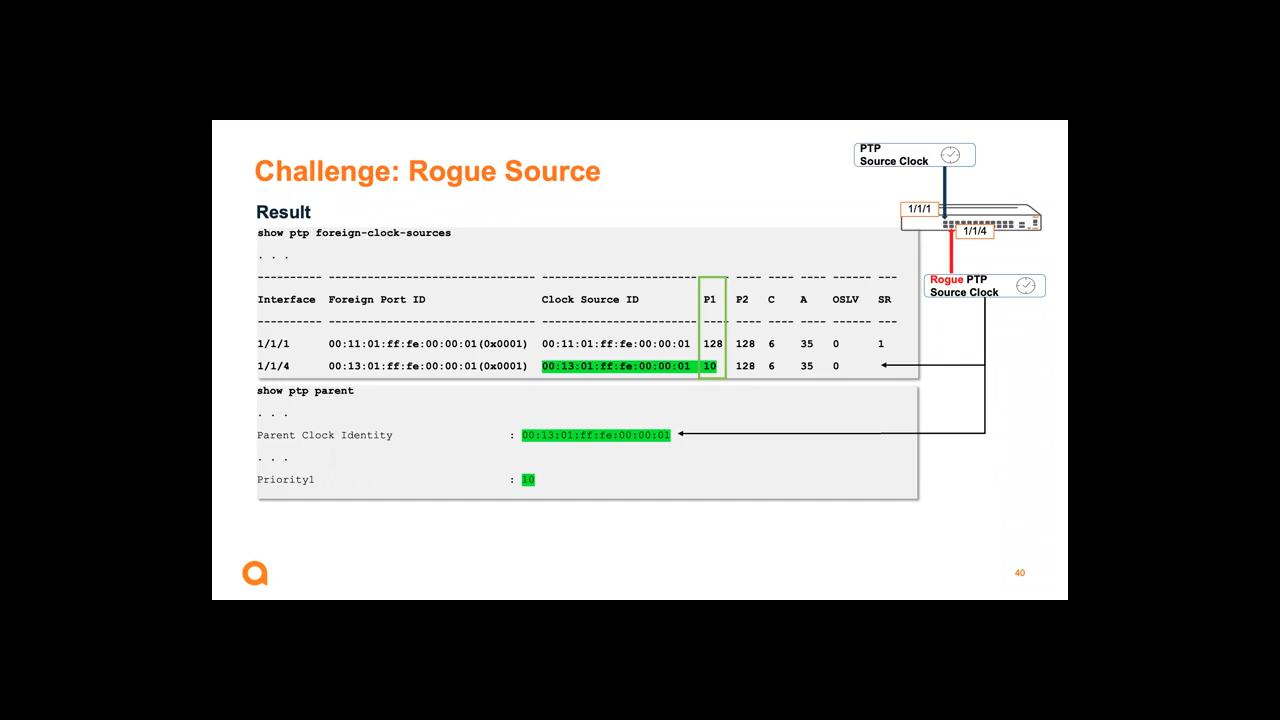 Challenge: Rogue Source
PTP
Source Clock
1/1/1
1/1/4
Rogue PTP
Source Clock
Result
show ptp foreign-clock-sources
. . .
---------- -------------------------------- ------------------------ ---- ---- ---- ------ ---
Interface Foreign Port ID Clock Source ID P1 P2 C A OSLV SR
---------- -------------------------------- ------------------------ ---- ---- ---- ------ ---
1/1/1 00:11:01:ff:fe:00:00:01(0x0001) 00:11:01:ff:fe:00:00:01 128 128 6 35 0 1
1/1/4 00:13:01:ff:fe:00:00:01(0x0001) 00:13:01:ff:fe:00:00:01 10 128 6 35 0
show ptp parent
. . .
Parent Clock Identity : 00:13:01:ff:fe:00:00:01
. . .
Priority1 : 10
40